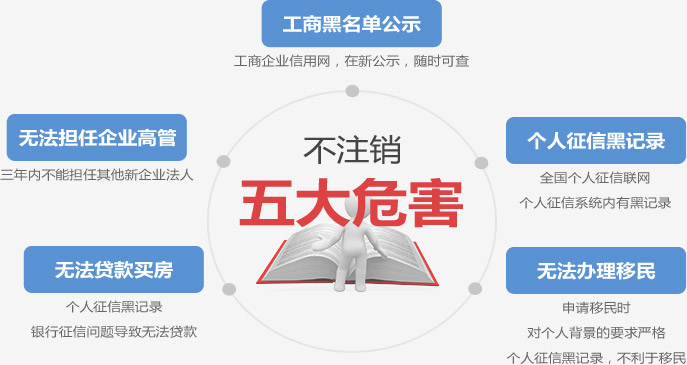 工商黑名单公示
工商企业信用网，在新公示，随时可查
不注销
五大危害
无法担任企业高管
三年内不能担任其他新企业法人
个人征信黑记录
全国个人征信联网
个人征信系统内有黑记录
无法贷款买房
个人征信黑记录
银行征信问题导致无法贷款
无法办理移民
申请移民时
对个人背景的要求严格
个人征信黑记录，不利于移民